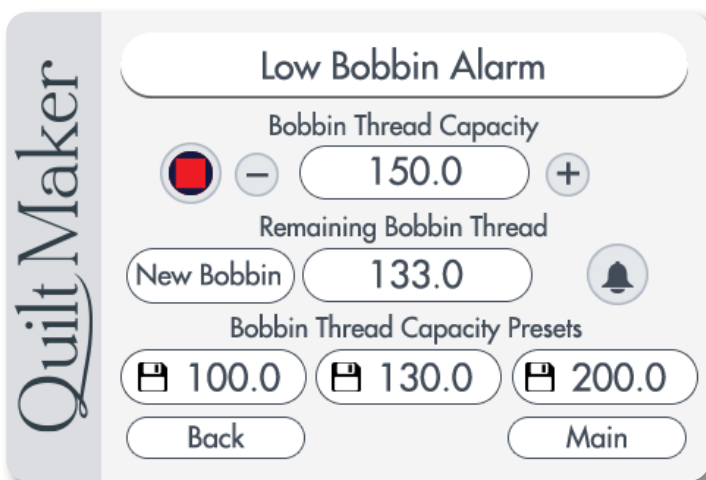 Quilt Maker
Low Bobbin Alarm
Bobbin Thread Capacity
− 150.0 +
Remaining Bobbin Thread
New Bobbin 133.0
Bobbin Thread Capacity Presets
100.0 130.0 200.0
Back Main